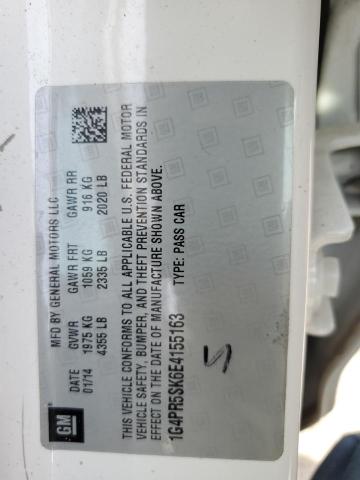 MFD BY GENERAL MOTORS LLC
DATE GVWR GAWR FRT GAWR RR
01/14 1975 KG 1059 KG 916 KG
4355 LB 2335 LB 2020 LB
THIS VEHICLE CONFORMS TO ALL APPLICABLE U.S. FEDERAL MOTOR
VEHICLE SAFETY, BUMPER, AND THEFT PREVENTION STANDARDS IN
EFFECT ON THE DATE OF MANUFACTURE SHOWN ABOVE.
1G4PR5SK6E4155163 TYPE: PASS CAR
GM
5